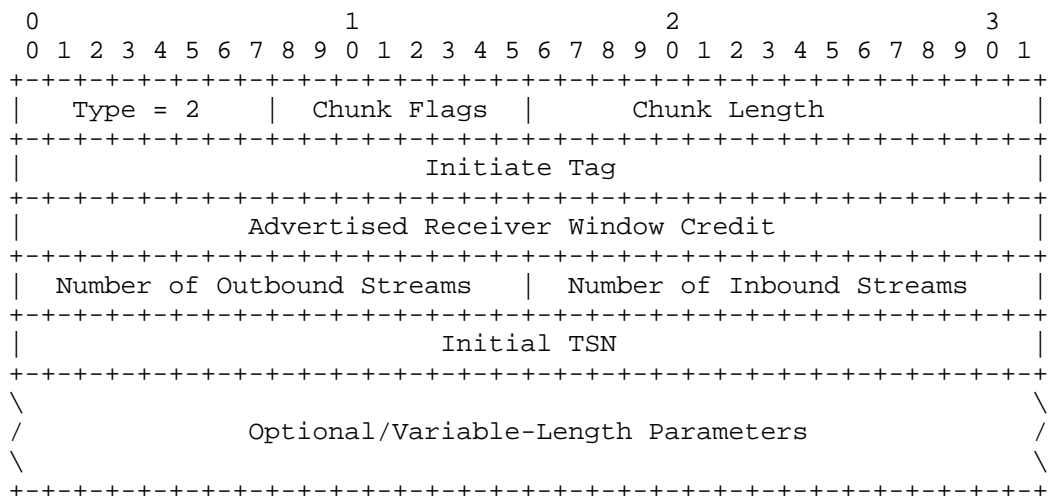 0                   1                   2                   3
 0 1 2 3 4 5 6 7 8 9 0 1 2 3 4 5 6 7 8 9 0 1 2 3 4 5 6 7 8 9 0 1
+-+-+-+-+-+-+-+-+-+-+-+-+-+-+-+-+-+-+-+-+-+-+-+-+-+-+-+-+-+-+-+-+
|   Type = 2    |  Chunk Flags  |      Chunk Length             |
+-+-+-+-+-+-+-+-+-+-+-+-+-+-+-+-+-+-+-+-+-+-+-+-+-+-+-+-+-+-+-+-+
|                         Initiate Tag                          |
+-+-+-+-+-+-+-+-+-+-+-+-+-+-+-+-+-+-+-+-+-+-+-+-+-+-+-+-+-+-+-+-+
|              Advertised Receiver Window Credit                |
+-+-+-+-+-+-+-+-+-+-+-+-+-+-+-+-+-+-+-+-+-+-+-+-+-+-+-+-+-+-+-+-+
|  Number of Outbound Streams   |  Number of Inbound Streams    |
+-+-+-+-+-+-+-+-+-+-+-+-+-+-+-+-+-+-+-+-+-+-+-+-+-+-+-+-+-+-+-+-+
|                          Initial TSN                          |
+-+-+-+-+-+-+-+-+-+-+-+-+-+-+-+-+-+-+-+-+-+-+-+-+-+-+-+-+-+-+-+-+
\                                                               \
/              Optional/Variable-Length Parameters              /
\                                                               \
+-+-+-+-+-+-+-+-+-+-+-+-+-+-+-+-+-+-+-+-+-+-+-+-+-+-+-+-+-+-+-+-+